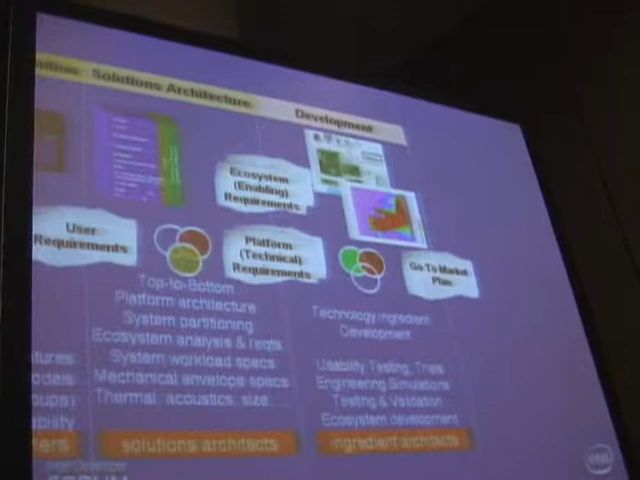 Solutions Architecture
Development
Ecosystem
(Enabling)
Requirements
User
Requirements
Platform
(Technical)
Requirements
Go To Market
Plan
Top-to-Bottom
Platform architecture
System partitioning
Ecosystem analysis & reqts
System workload specs
Mechanical envelope specs
Thermal, acoustics, size
Technology ingredient
Development
Usability Testing, Trials
Engineering Simulations
Testing & Validation
Ecosystem development
solutions architects
ingredient architects
FORUM
intel